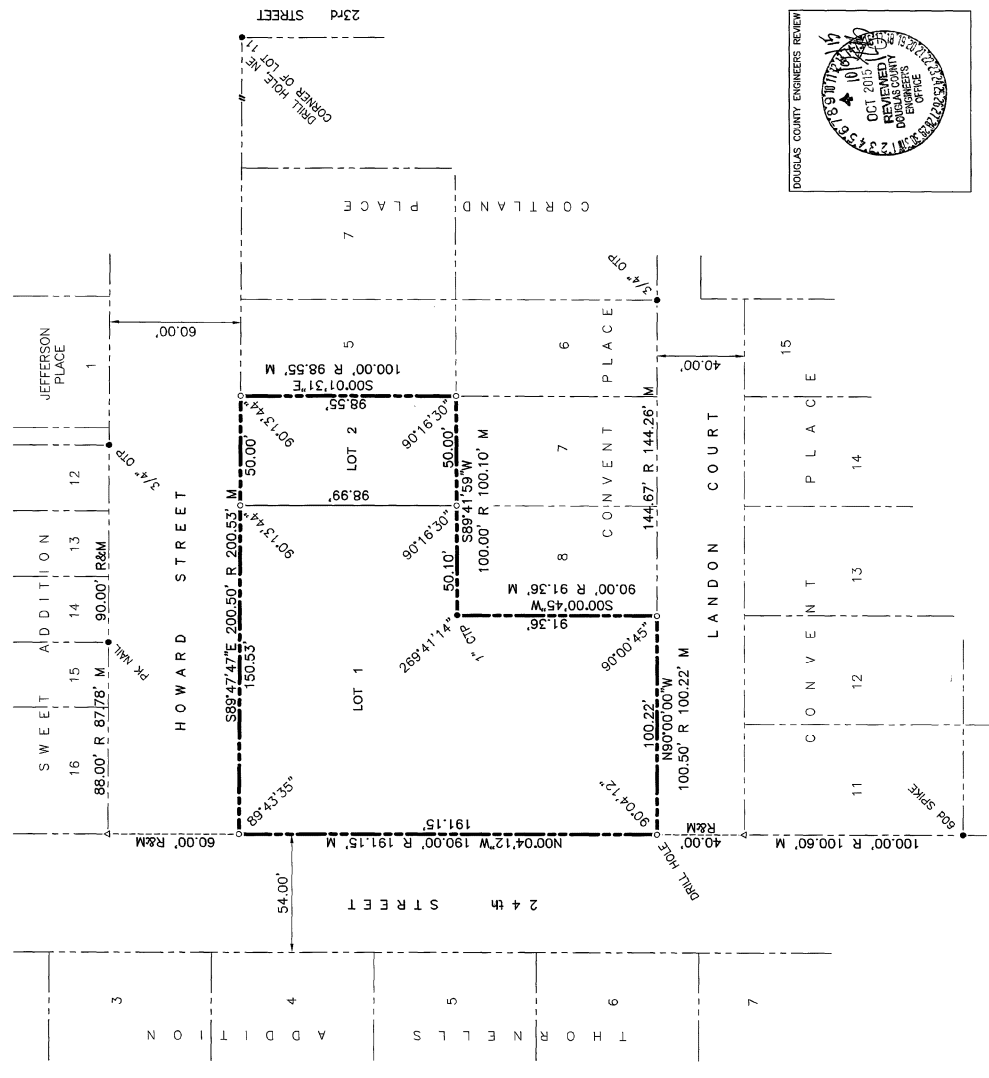 23rd STREET
DRILL HOLE, NE
CORNER OF LOT 11
DOUGLAS COUNTY ENGINEERS REVIEW
OCT 2015
REVIEWED
DOUGLAS COUNTY
ENGINEERS
OFFICE
CORTLAND PLACE
7
JEFFERSON
PLACE
1
60.00'
5
100.00' R 98.55' M
S00°01'31"E
98.55'
6
3/4" OTP
40.00'
15
SWEET ADDITION
12
13
14
15
16
3/4" OTP
90.00' R&M
PK NAIL
88.00' R 87.78' M
HOWARD STREET
S89°47'47"E 200.50' R 200.53' M
150.53'
50.00'
90°13'44"
90°13'44"
LOT 2
98.99'
90°16'30"
90°16'30"
50.00'
S89°41'59"W
100.00' R 100.10' M
50.10'
7
8
CONVENT PLACE
144.67' R 144.26' M
LANDON COURT
CONVENT PLACE
14
13
12
11
LOT 1
269°41'14"
1" CTP
90.00' R 91.36' M
S00°00'45"W
91.36'
90°00'45"
100.22'
N90°00'00"W
100.50' R 100.22' M
89°43'35"
90°04'12"
191.15'
N00°04'12"W 190.00' R 191.15' M
60.00' R&M
40.00' R&M
DRILL HOLE
100.00' R 100.60' M
60d SPIKE
54.00'
24th STREET
3
4
5
6
7
THORNELLS ADDITION